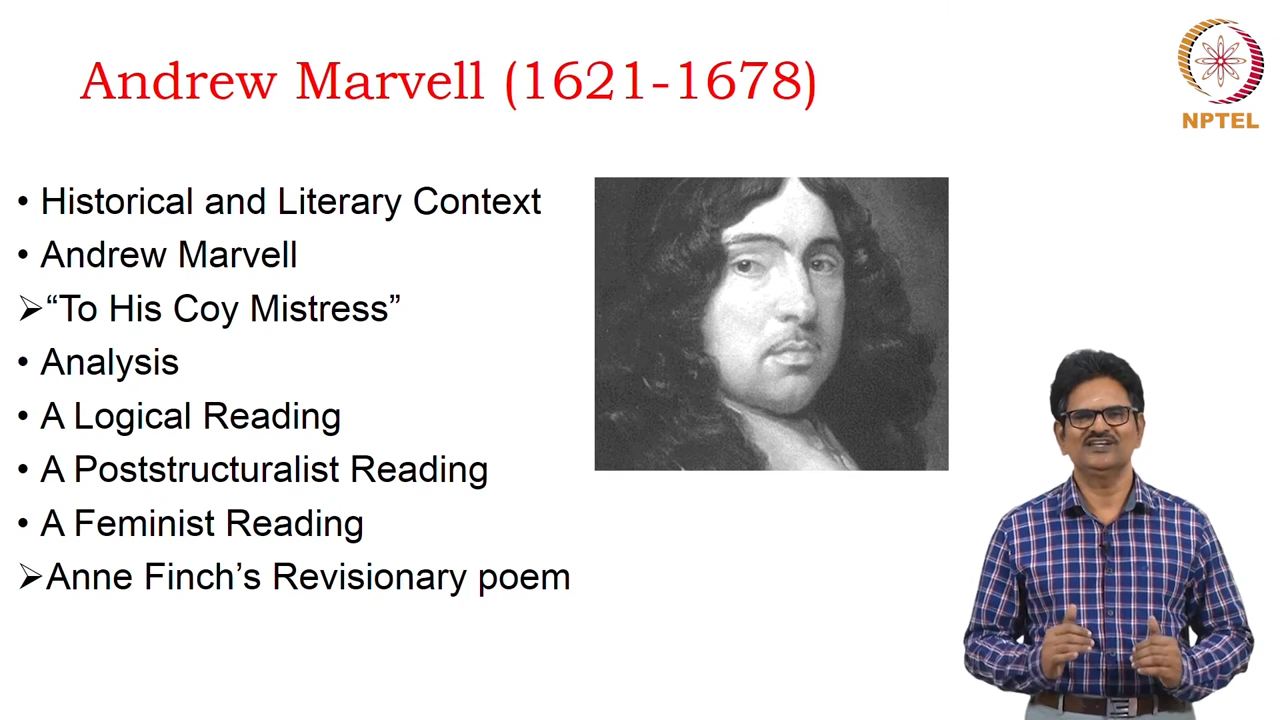 Andrew Marvell (1621-1678)
NPTEL
• Historical and Literary Context
• Andrew Marvell
➢“To His Coy Mistress”
• Analysis
• A Logical Reading
• A Poststructuralist Reading
• A Feminist Reading
➢Anne Finch’s Revisionary poem